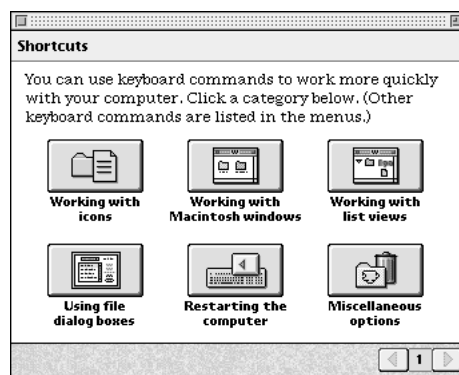 Shortcuts
You can use keyboard commands to work more quickly
with your computer. Click a category below. (Other
keyboard commands are listed in the menus.)
Working with
icons
Working with
Macintosh windows
Working with
list views
Using file
dialog boxes
Restarting the
computer
Miscellaneous
options
1